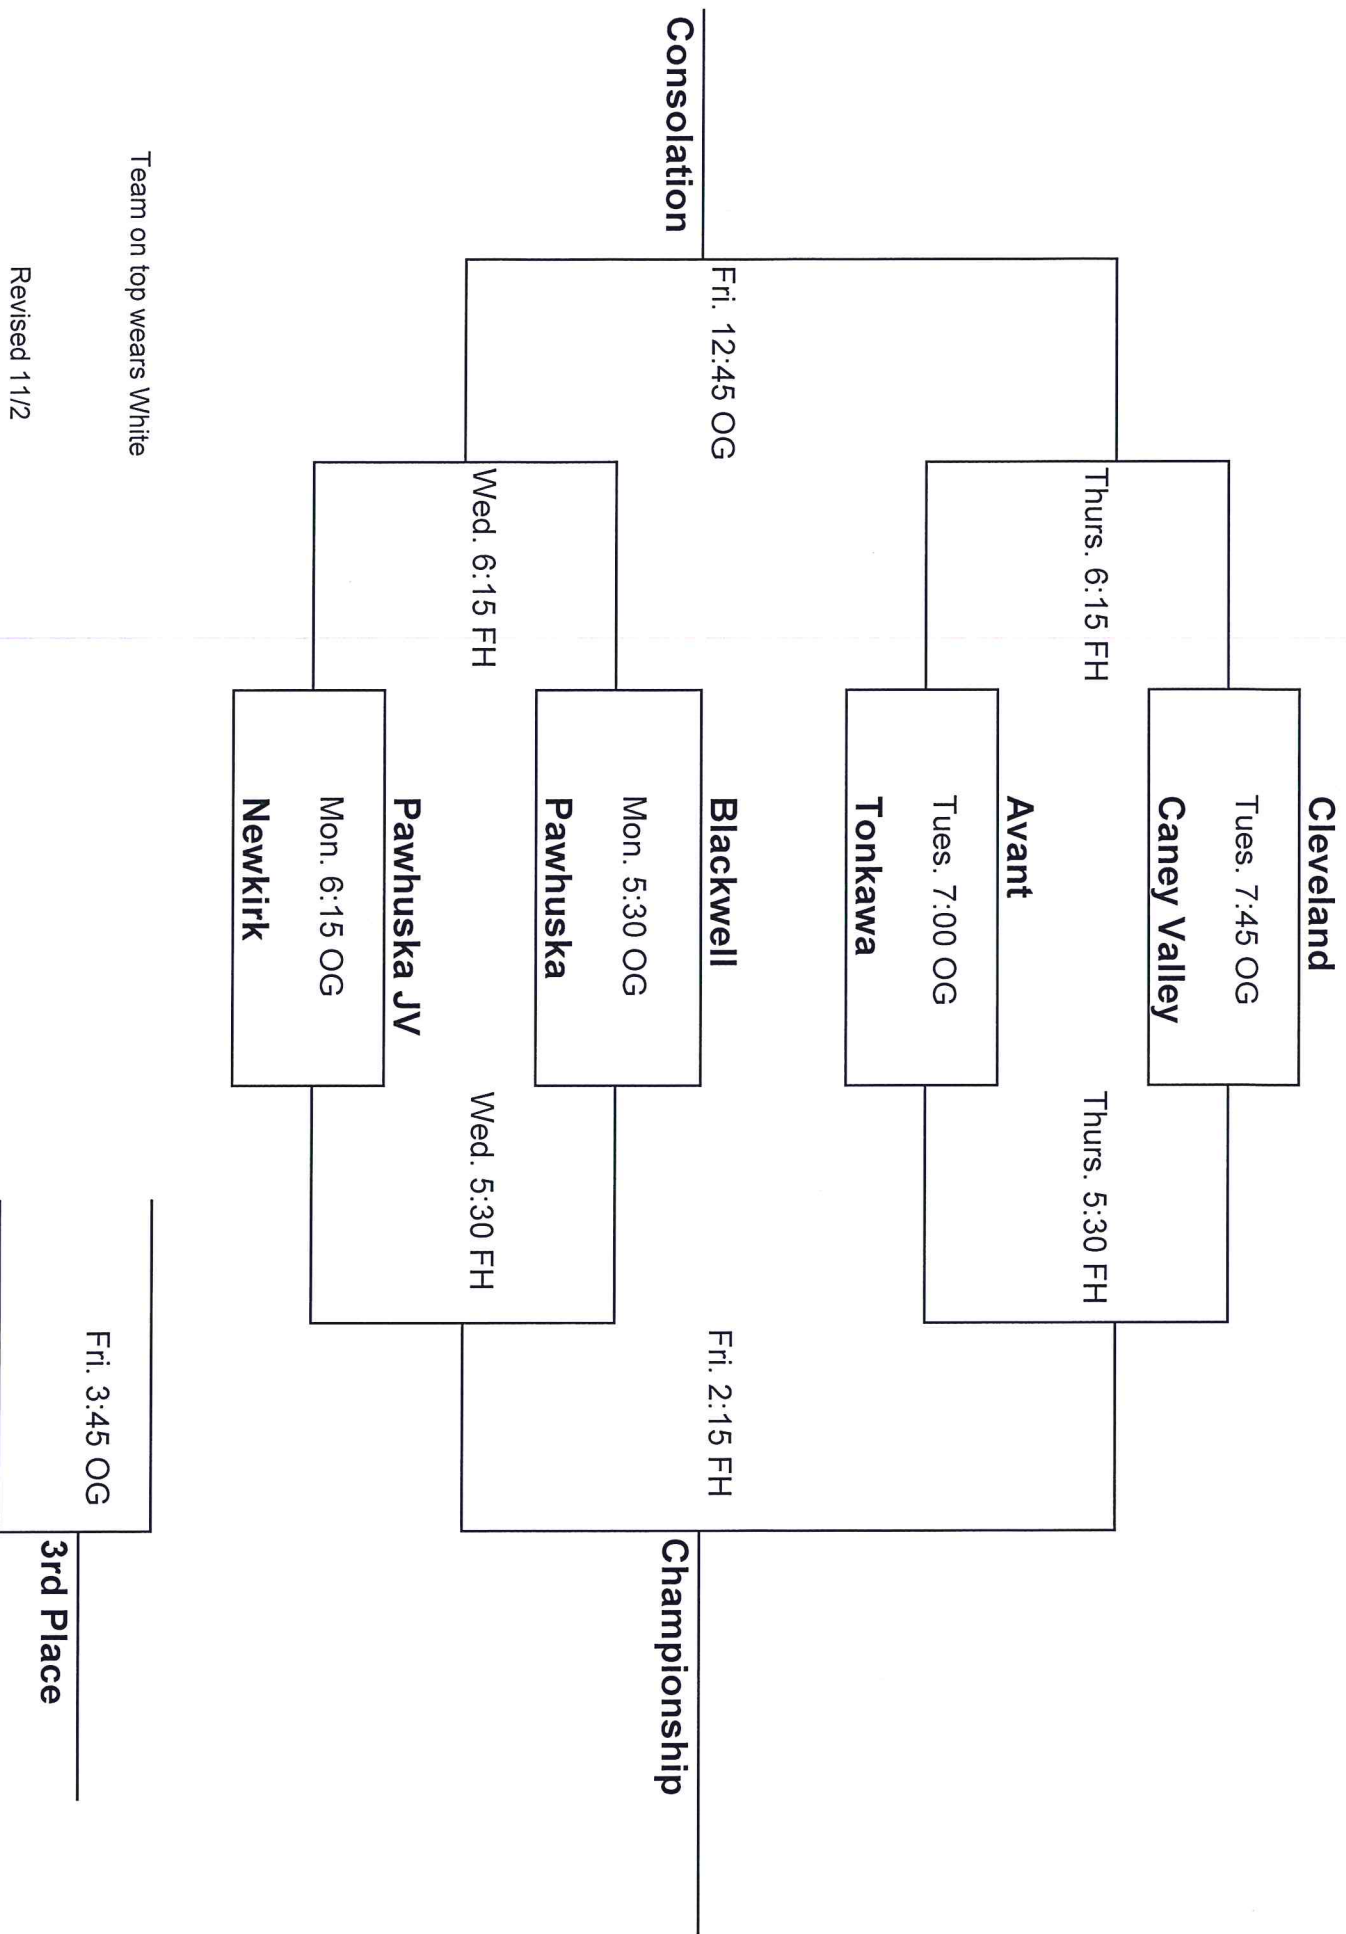 Cleveland
Tues. 7:45 OG
Caney Valley
Thurs. 6:15 FH
Thurs. 5:30 FH
Avant
Tues. 7:00 OG
Tonkawa
Fri. 12:45 OG
Consolation
Fri. 2:15 FH
Championship
Blackwell
Mon. 5:30 OG
Pawhuska
Wed. 6:15 FH
Wed. 5:30 FH
Pawhuska JV
Mon. 6:15 OG
Newkirk
Team on top wears White
Fri. 3:45 OG
3rd Place
Revised 11/2